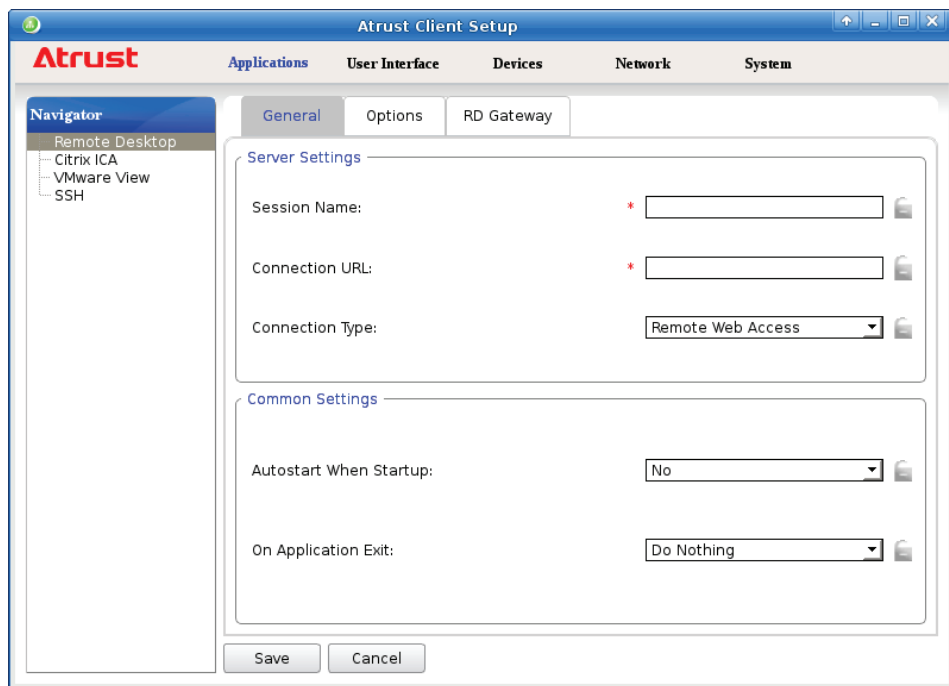 Atrust Client Setup
Atrust
Applications User Interface Devices Network System
Navigator
Remote Desktop
Citrix ICA
VMware View
SSH
General Options RD Gateway
Server Settings
Session Name: *
Connection URL: *
Connection Type: Remote Web Access
Common Settings
Autostart When Startup: No
On Application Exit: Do Nothing
Save Cancel